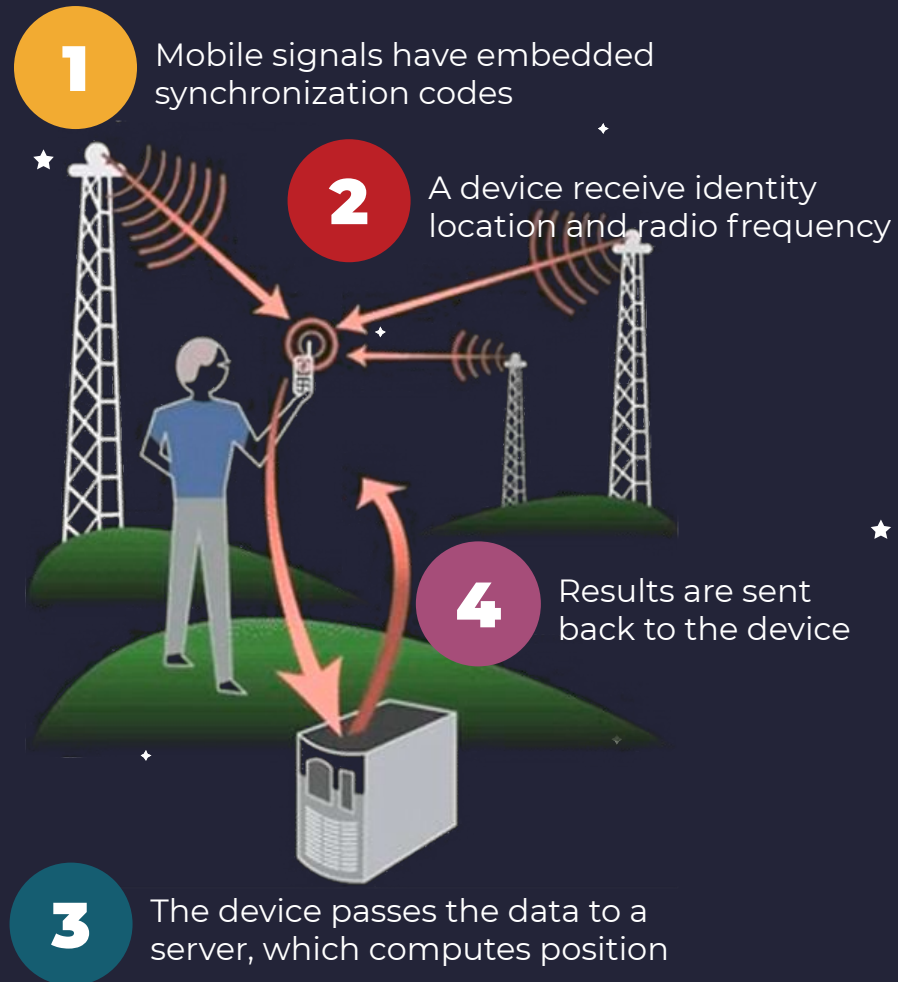 1
Mobile signals have embedded
synchronization codes
2
A device receive identity
location and radio frequency
4
Results are sent
back to the device
3
The device passes the data to a
server, which computes position